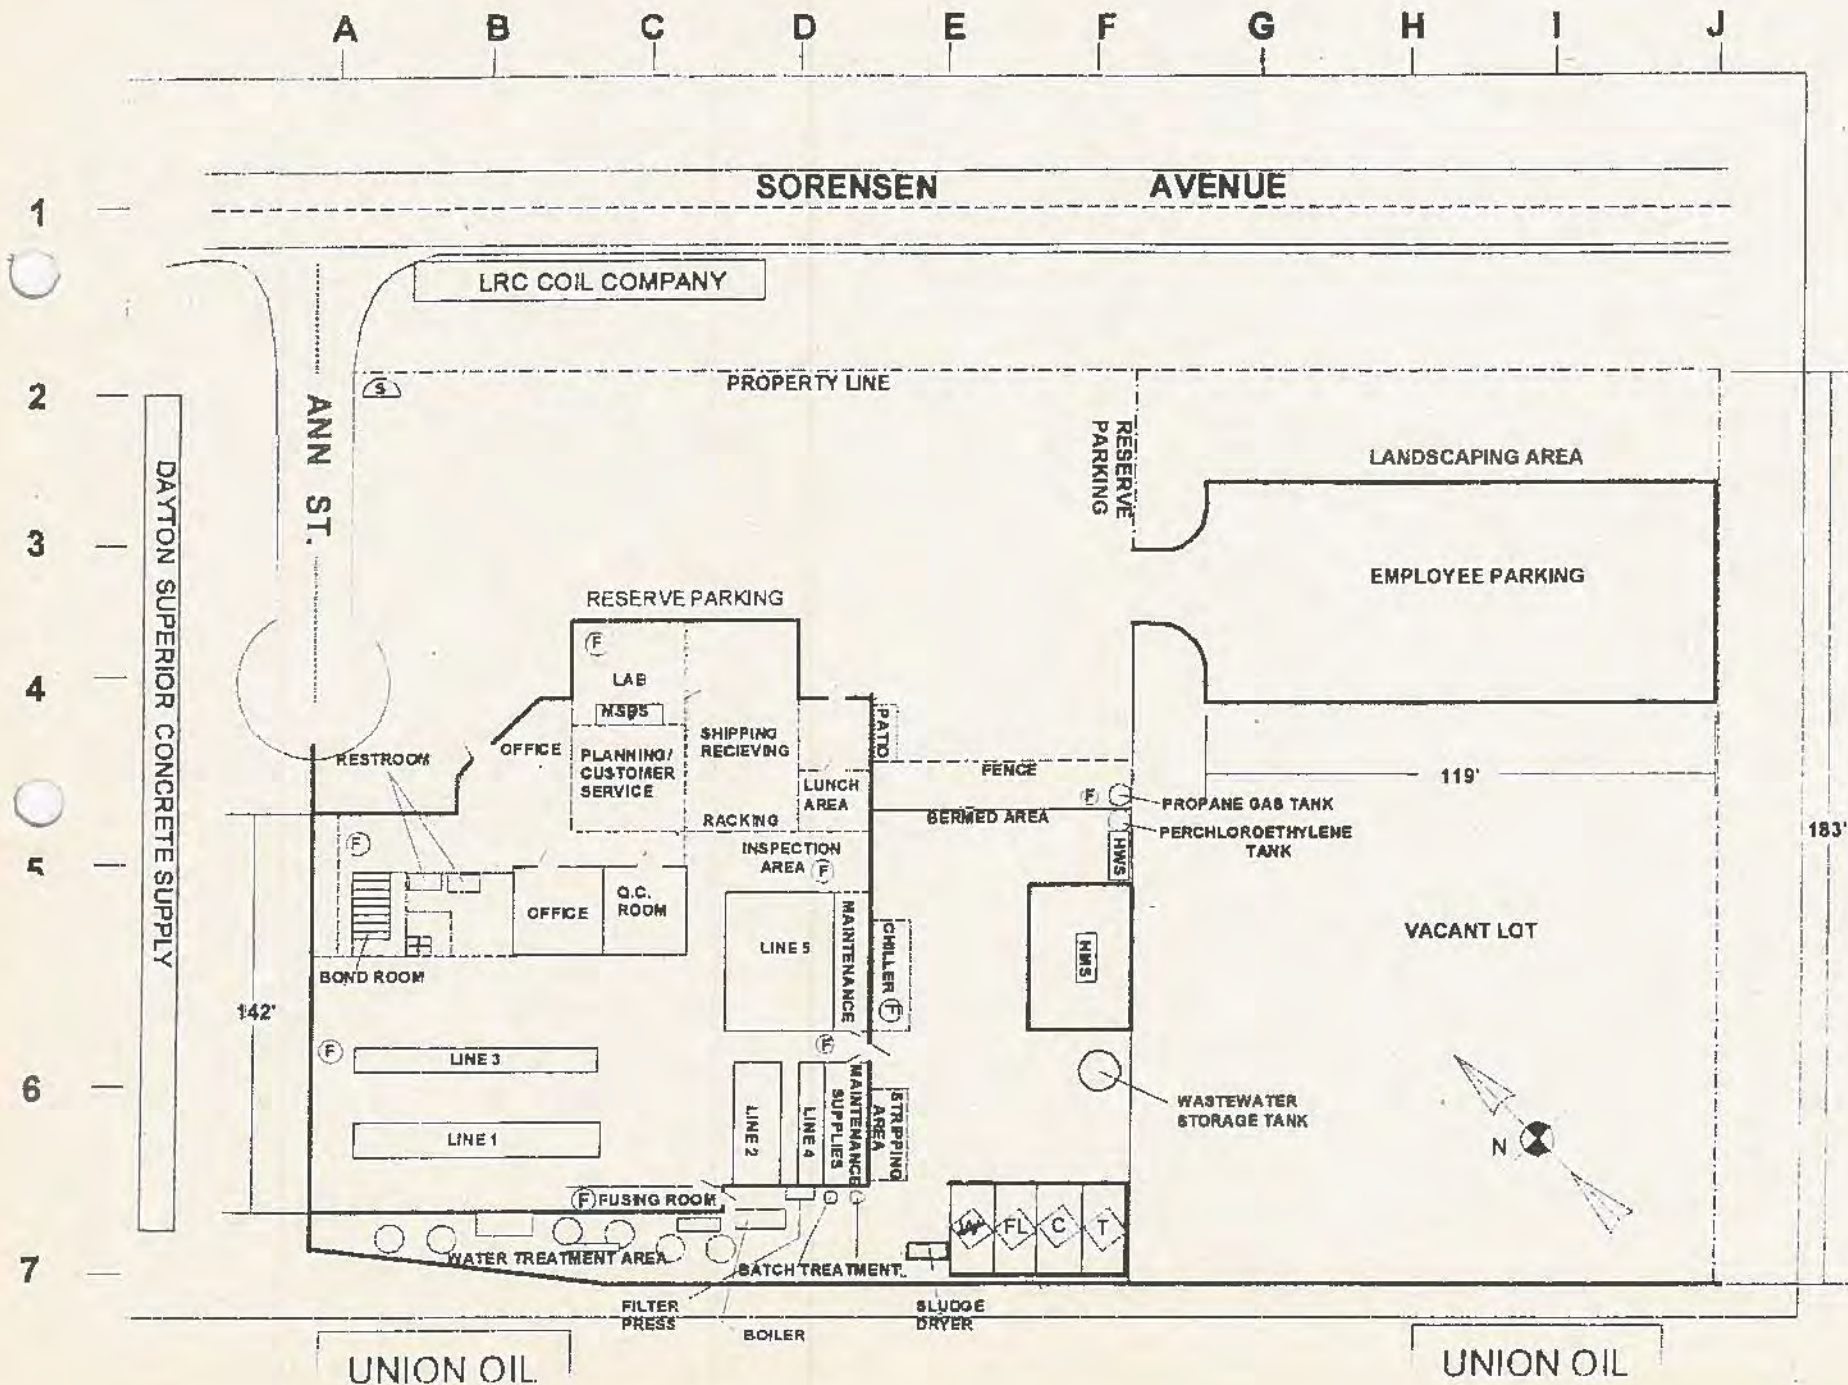 A B C D E F G H I J
1
SORENSEN AVENUE
LRC COIL COMPANY
2
S
PROPERTY LINE
ANN ST.
DAYTON SUPERIOR CONCRETE SUPPLY
RESERVE
PARKING
LANDSCAPING AREA
3
EMPLOYEE PARKING
RESERVE PARKING
F
4
LAB
MSDS
OFFICE
PLANNING/
CUSTOMER
SERVICE
SHIPPING
RECIEVING
PATIO
RESTROOM
FENCE
119'
LUNCH
AREA
F
PROPANE GAS TANK
RACKING
BERMED AREA
PERCHLOROETHYLENE
TANK
183'
F
5
INSPECTION
AREA
F
HWS
OFFICE
Q.C.
ROOM
MAINTENANCE
LINE 5
CHILLER
F
HMS
VACANT LOT
BOND ROOM
142'
F
LINE 3
F
6
LINE 1
LINE 2
LINE 4
MAINTENANCE
SUPPLIES
STRIPPING
AREA
WASTEWATER
STORAGE TANK
N
F FUSING ROOM
FL C T
7
WATER TREATMENT AREA
BATCH TREATMENT
FILTER
PRESS
BOILER
SLUDGE
DRYER
UNION OIL
UNION OIL